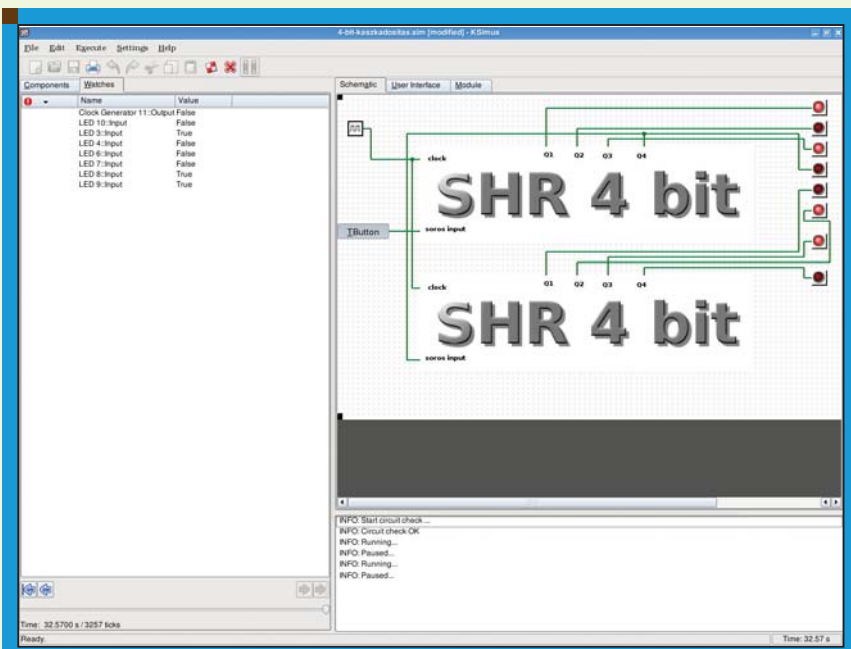 4-bit-kaszkadositas.sim [modified] - KSimus
File Edit Execute Settings Help
Components Watches
Name Value
Clock Generator 11::Output False
LED 10::Input False
LED 3::Input True
LED 4::Input False
LED 6::Input False
LED 7::Input False
LED 8::Input True
LED 9::Input True
Time: 32.5700 s / 3257 ticks
Ready.
Schematic User Interface Module
clock Q1 Q2 Q3 Q4
SHR 4 bit
TButton
soros input
clock Q1 Q2 Q3 Q4
SHR 4 bit
soros input
INFO: Start circuit check ...
INFO: Circuit check OK
INFO: Running...
INFO: Paused...
INFO: Running...
INFO: Paused...
Time: 32.57 s